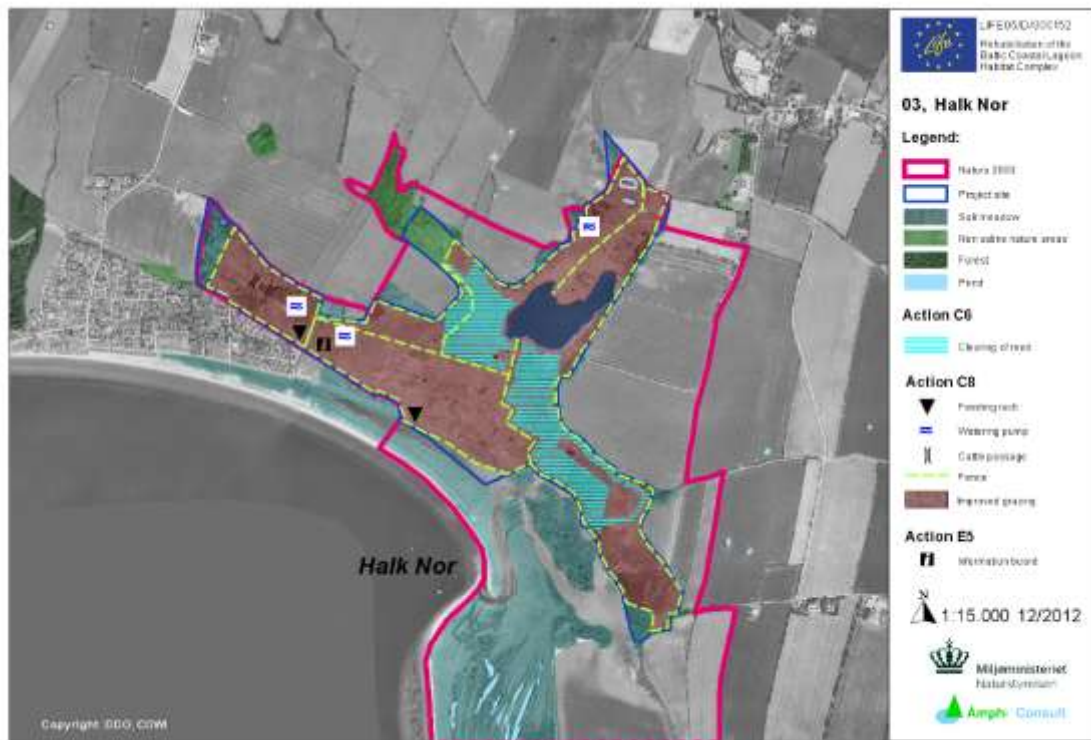 Halk Nor
Copyright: DDO, COWI
LIFE05/D/000152
Rehabilitation of the
Baltic Coastal Lagoon
Habitat Complex
03, Halk Nor
Legend:
Natura 2000
Project site
Salt meadow
Non saline nature areas
Forest
Pond
Action C6
Clearing of reed
Action C8
Feeding rack
Watering pump
Cattle passage
Fence
Improved grazing
Action E5
Information board
N
1:15.000 12/2012
Miljøministeriet
Naturstyrelsen
Amphi Consult